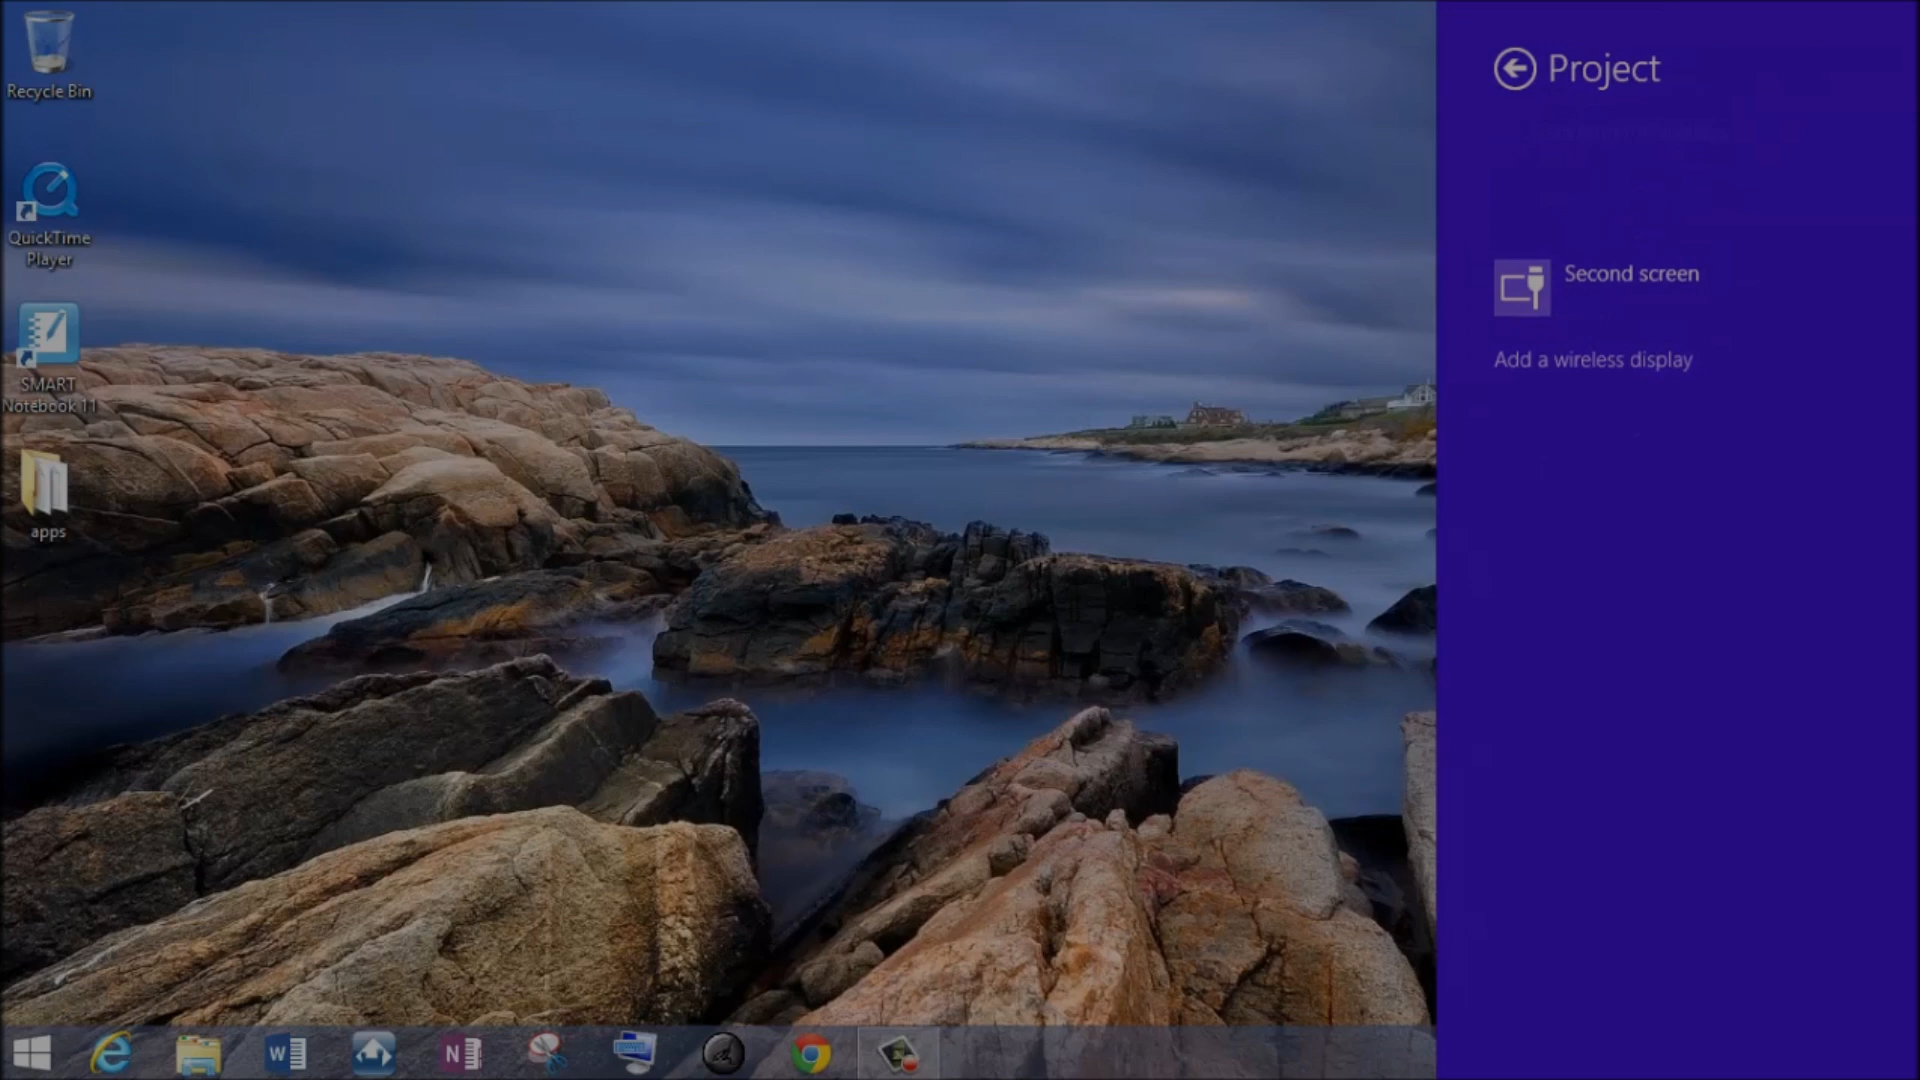 Recycle Bin
QuickTime
Player
SMART
Notebook 11
apps
Project
Second screen
Add a wireless display
W
N